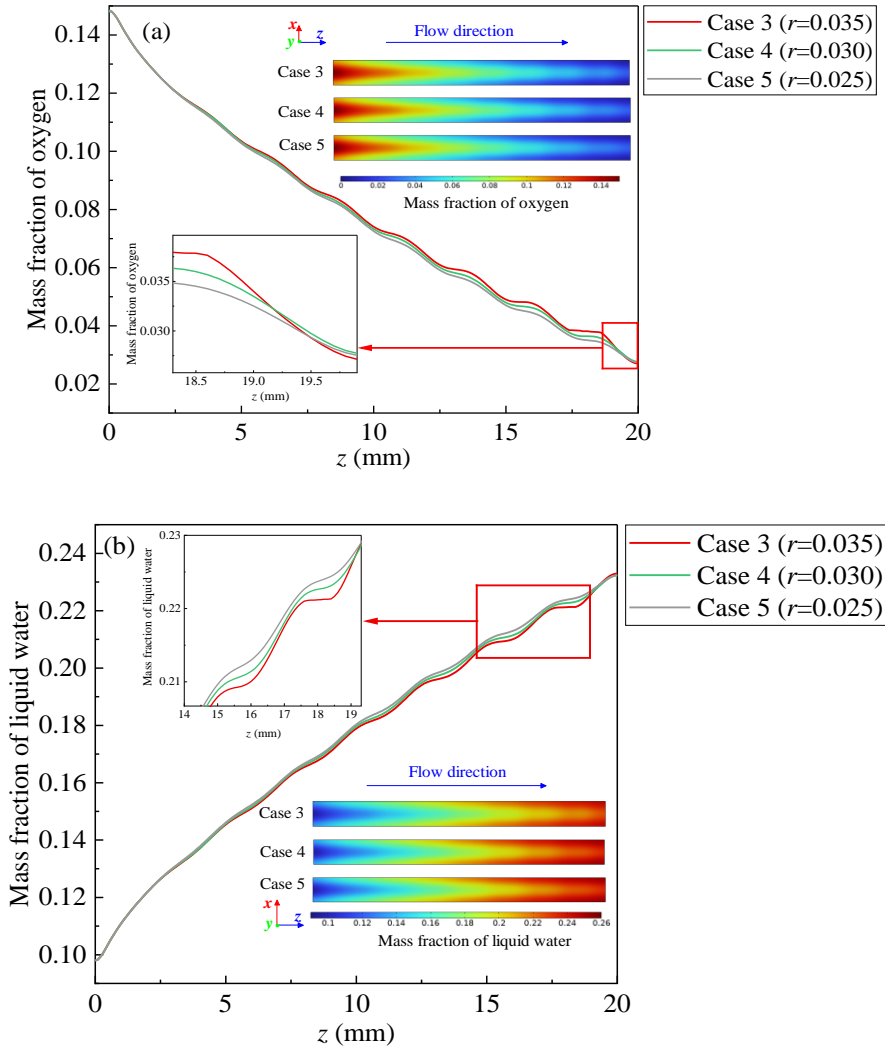 (a)
x
y
z
Flow direction
Case 3
Case 4
Case 5
0 0.02 0.04 0.06 0.08 0.1 0.12 0.14
Mass fraction of oxygen
Case 3 (r=0.035)
Case 4 (r=0.030)
Case 5 (r=0.025)
Mass fraction of oxygen
0.14
0.12
0.10
0.08
0.06
0.04
0.02
Mass fraction of oxygen
0.035
0.030
18.5 19.0 19.5
z (mm)
0 5 10 15 20
z (mm)
(b)
Mass fraction of liquid water
0.23
0.22
0.21
14 15 16 17 18 19
z (mm)
Case 3 (r=0.035)
Case 4 (r=0.030)
Case 5 (r=0.025)
Mass fraction of liquid water
0.24
0.22
0.20
0.18
0.16
0.14
0.12
0.10
Flow direction
Case 3
Case 4
Case 5
x
y
z
0.1 0.12 0.14 0.16 0.18 0.2 0.22 0.24 0.26
Mass fraction of liquid water
0 5 10 15 20
z (mm)